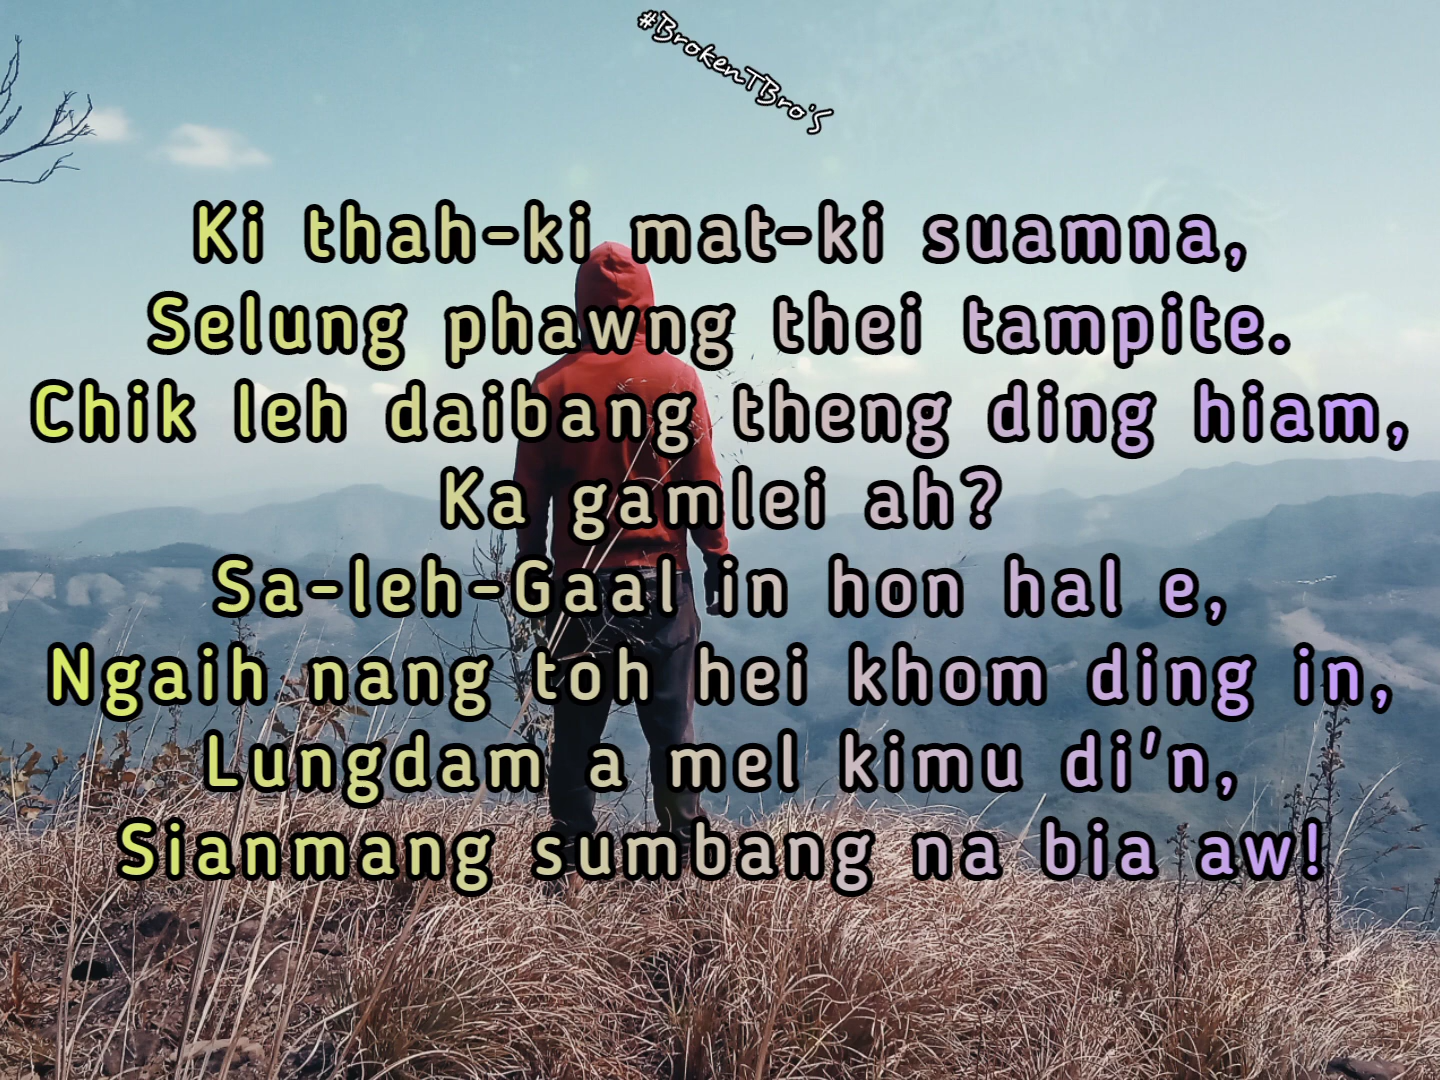 #BrokenTBro'S
Ki thah-ki mat-ki suamna,
Selung phawng thei tampite.
Chik leh daibang theng ding hiam,
Ka gamlei ah?
Sa-leh-Gaal in hon hal e,
Ngaih nang toh hei khom ding in,
Lungdam a mel kimu di'n,
Sianmang sumbang na bia aw!